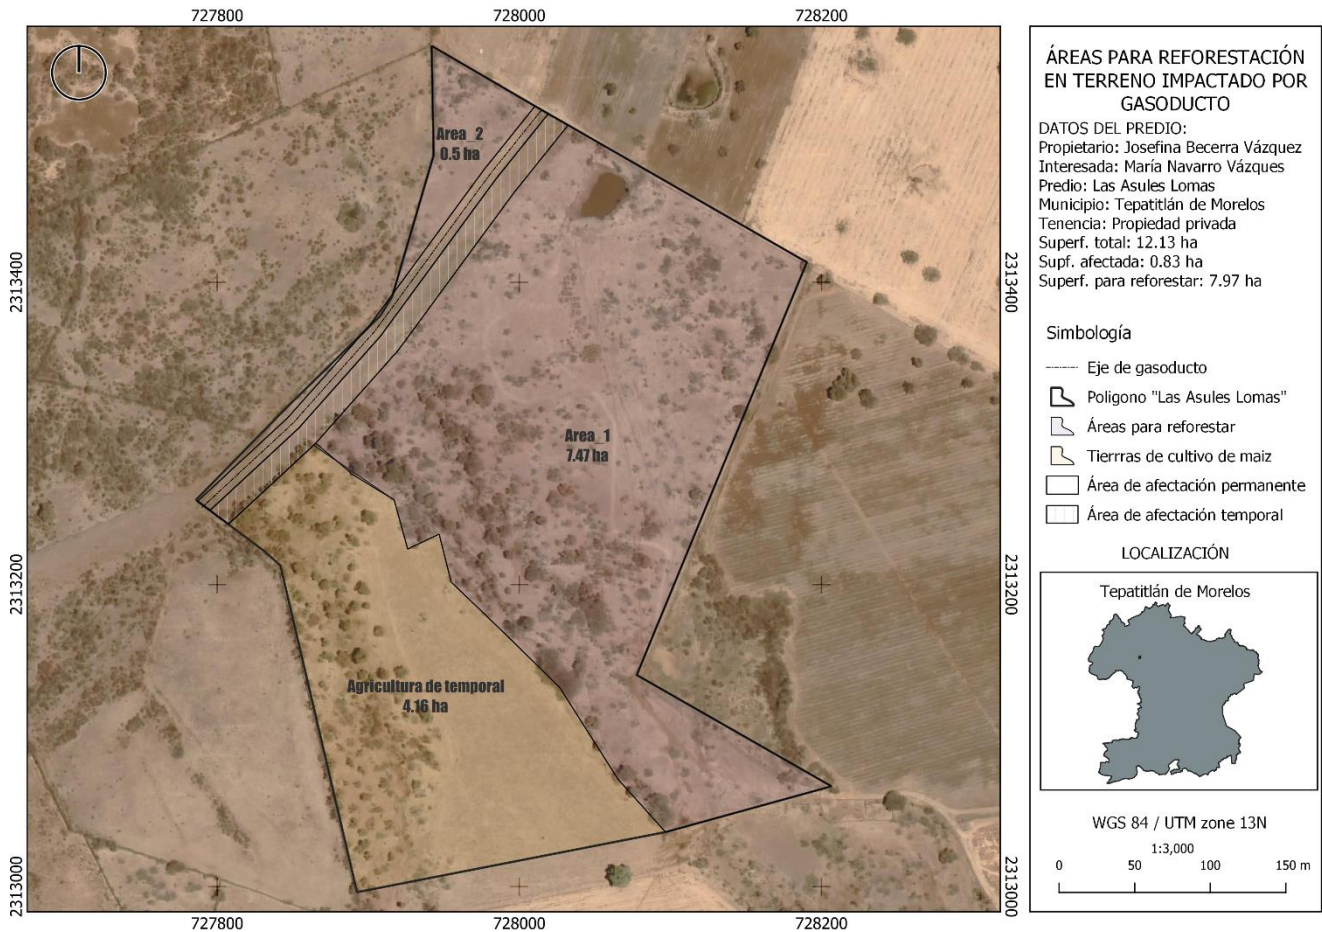 727800
728000
728200
2313400
2313200
2313000
2313400
2313200
2313000
727800
728000
728200
Area_2
0.5 ha
Area_1
7.47 ha
Agricultura de temporal
4.16 ha
ÁREAS PARA REFORESTACIÓN
EN TERRENO IMPACTADO POR
GASODUCTO
DATOS DEL PREDIO:
Propietario: Josefina Becerra Vázquez
Interesada: María Navarro Vázques
Predio: Las Asules Lomas
Municipio: Tepatitlán de Morelos
Tenencia: Propiedad privada
Superf. total: 12.13 ha
Supf. afectada: 0.83 ha
Superf. para reforestar: 7.97 ha
Simbología
Eje de gasoducto
Poligono "Las Asules Lomas"
Áreas para reforestar
Tierrras de cultivo de maiz
Área de afectación permanente
Área de afectación temporal
LOCALIZACIÓN
Tepatitlán de Morelos
WGS 84 / UTM zone 13N
1:3,000
0 50 100 150 m